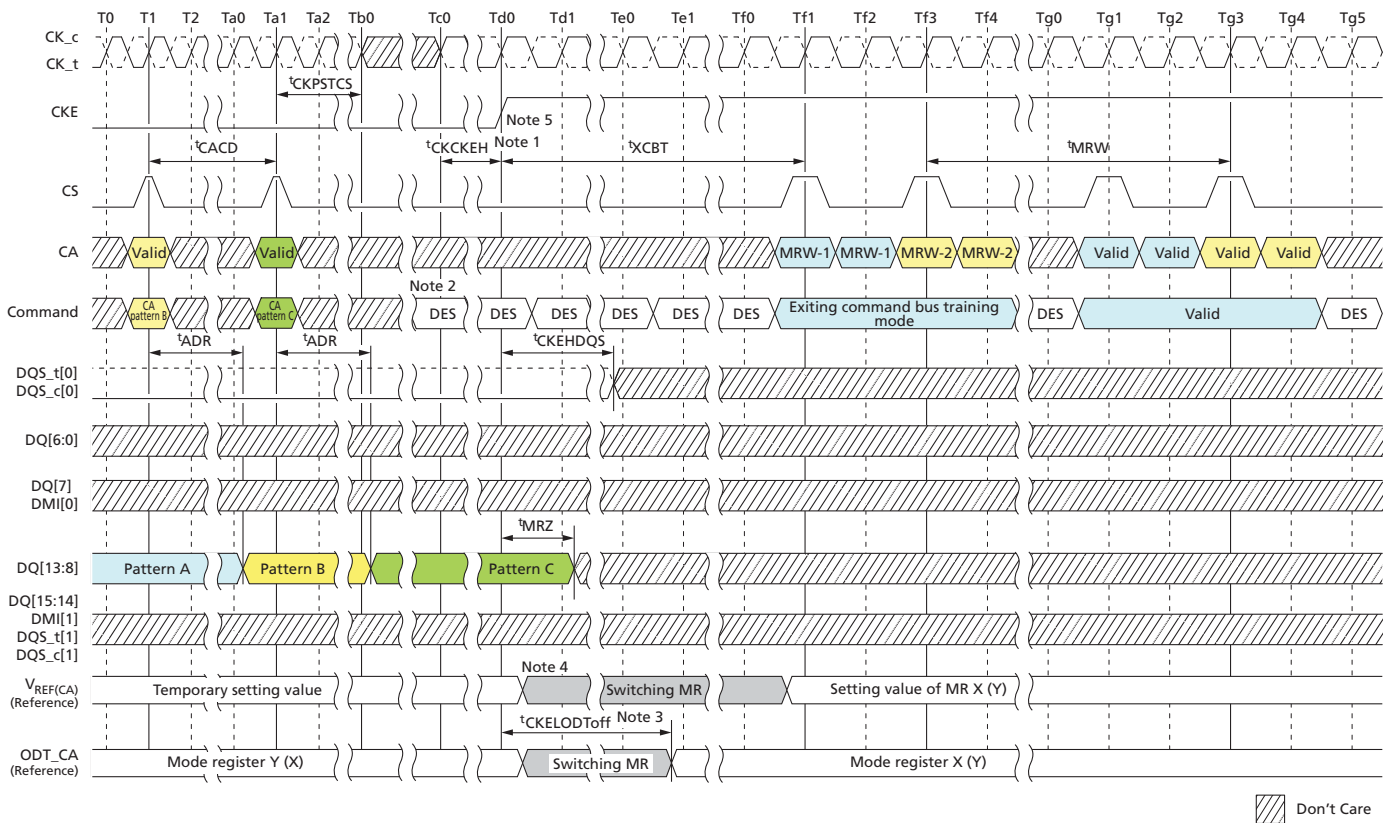 T0 T1 T2 Ta0 Ta1 Ta2 Tb0 Tc0 Td0 Td1 Te0 Te1 Tf0 Tf1 Tf2 Tf3 Tf4 Tg0 Tg1 Tg2 Tg3 Tg4 Tg5
CK_c
CK_t
tCKPSTCS
CKE
Note 5
tCACD
tCKCKEH
Note 1
tXCBT
tMRW
CS
CA
Valid Valid MRW-1 MRW-1 MRW-2 MRW-2 Valid Valid Valid Valid
Note 2
Command
CA pattern B
CA pattern C
DES DES DES DES DES DES
Exiting command bus training mode
DES Valid DES
tADR tADR tCKEHDQS
DQS_t[0]
DQS_c[0]
DQ[6:0]
DQ[7]
DMI[0]
tMRZ
DQ[13:8]
Pattern A Pattern B Pattern C
DQ[15:14]
DMI[1]
DQS_t[1]
DQS_c[1]
Note 4
VREF(CA)
(Reference)
Temporary setting value Switching MR Setting value of MR X (Y)
tCKELODToff Note 3
ODT_CA
(Reference)
Mode register Y (X) Switching MR Mode register X (Y)
Don't Care